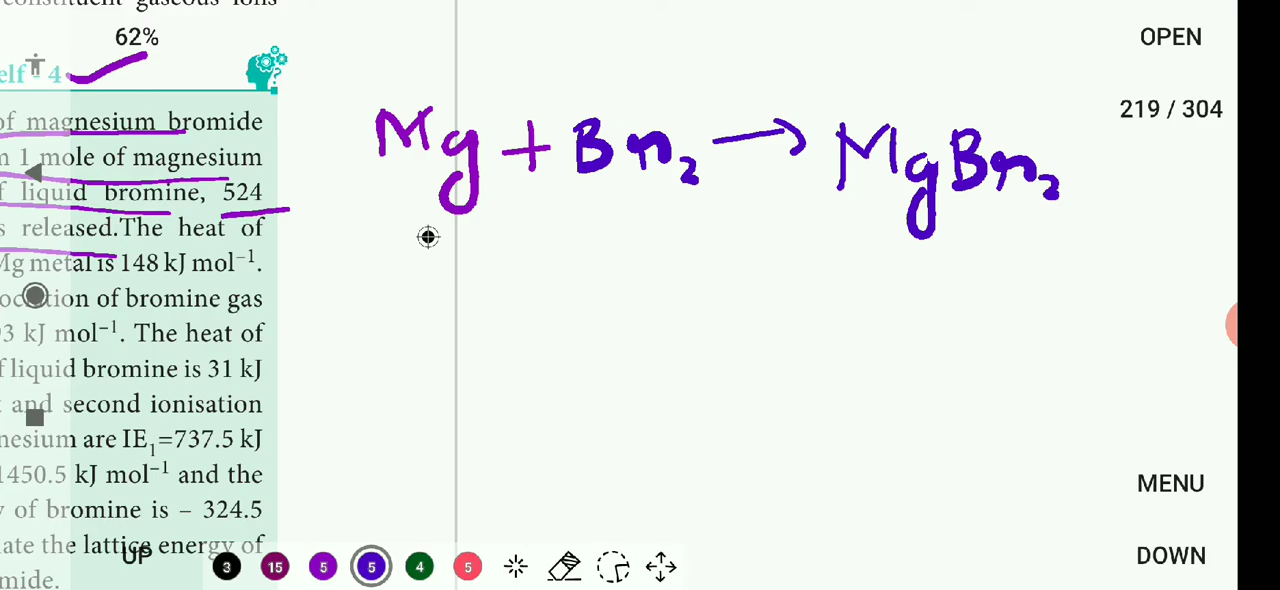 constituent gaseous ions
62%
OPEN
elf - 4
219 / 304
of magnesium bromide
Mg + Br₂ → MgBr₂
1 mole of magnesium
liquid bromine, 524
released.The heat of
Mg metal is 148 kJ mol⁻¹.
of bromine gas
93 kJ mol⁻¹. The heat of
liquid bromine is 31 kJ
and second ionisation
nesium are IE₁=737.5 kJ
1450.5 kJ mol⁻¹ and the
MENU
y of bromine is – 324.5
ate the lattice energy of
UP
DOWN
3 15 5 5 4 5
mide.